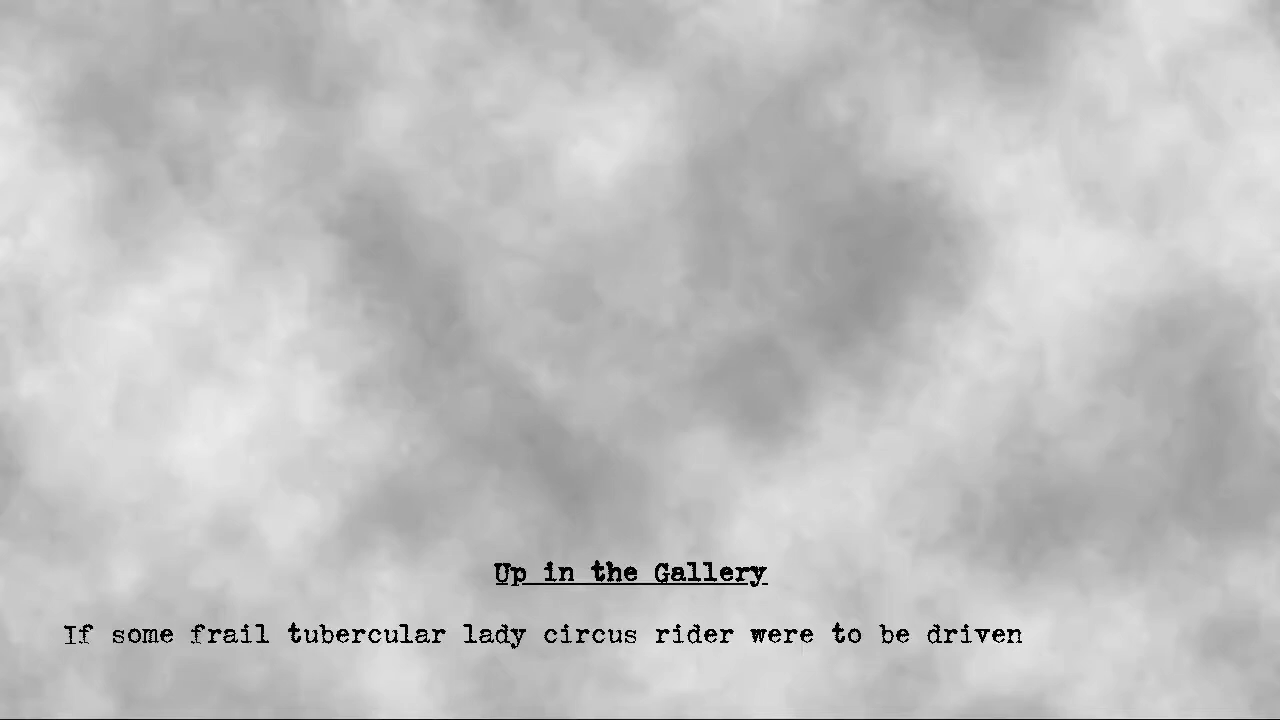 Up in the Gallery
If some frail tubercular lady circus rider were to be driven